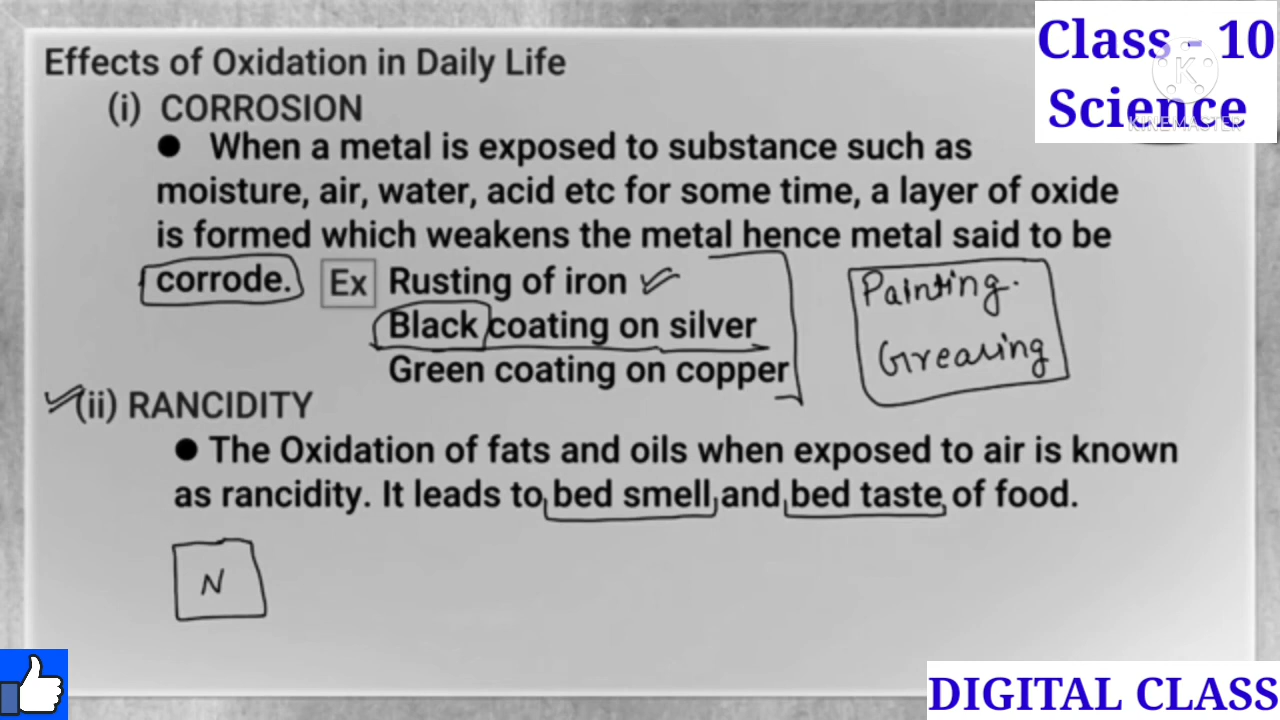 Class - 10
Science
KINEMASTER
Effects of Oxidation in Daily Life
(i) CORROSION
● When a metal is exposed to substance such as
moisture, air, water, acid etc for some time, a layer of oxide
is formed which weakens the metal hence metal said to be
corrode. Ex Rusting of iron
Black coating on silver
Green coating on copper
Painting.
Greasing
(ii) RANCIDITY
● The Oxidation of fats and oils when exposed to air is known
as rancidity. It leads to bed smell and bed taste of food.
N
DIGITAL CLASS